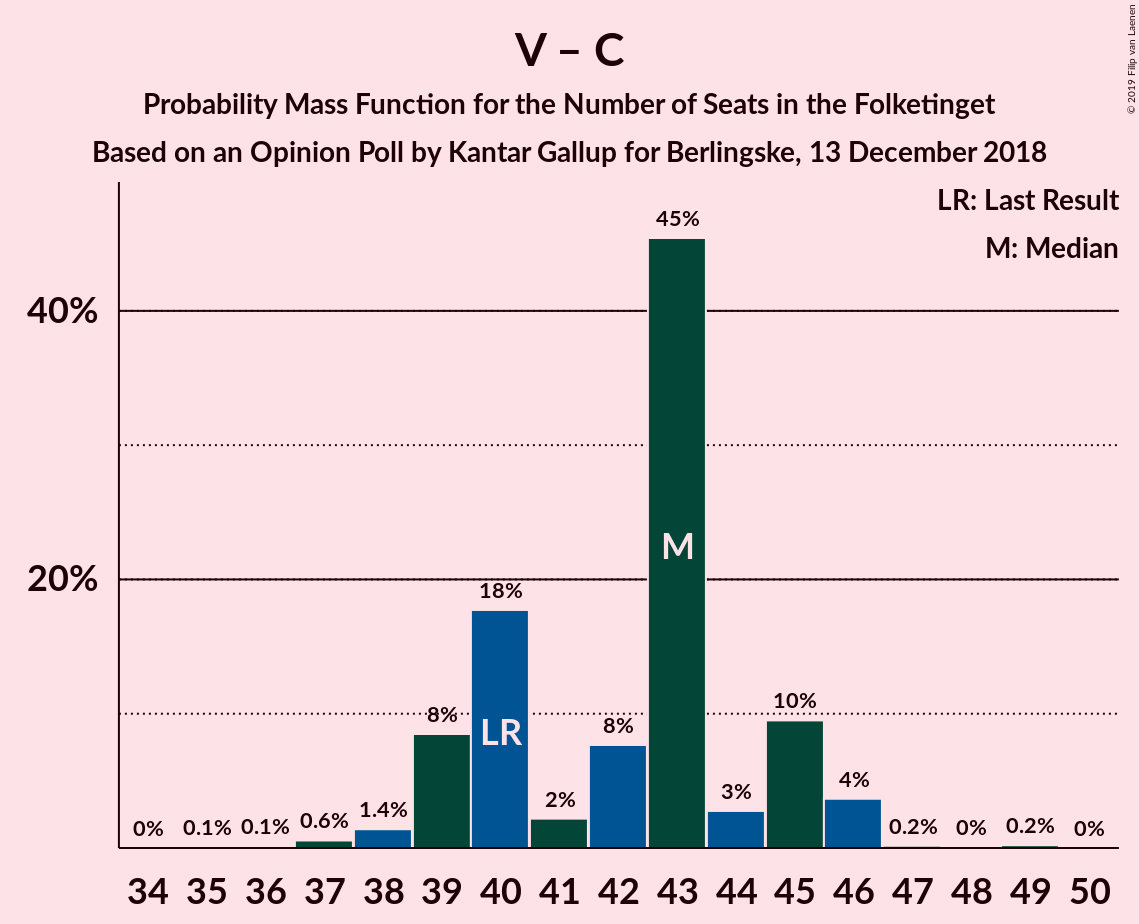 V – C
Probability Mass Function for the Number of Seats in the Folketinget
Based on an Opinion Poll by Kantar Gallup for Berlingske, 13 December 2018
© 2019 Filip van Laenen
LR: Last Result
M: Median
40%
20%
0% 0.1% 0.1% 0.6% 1.4% 8% 18% 2% 8% 45% 3% 10% 4% 0.2% 0% 0.2% 0%
LR
M
34 35 36 37 38 39 40 41 42 43 44 45 46 47 48 49 50